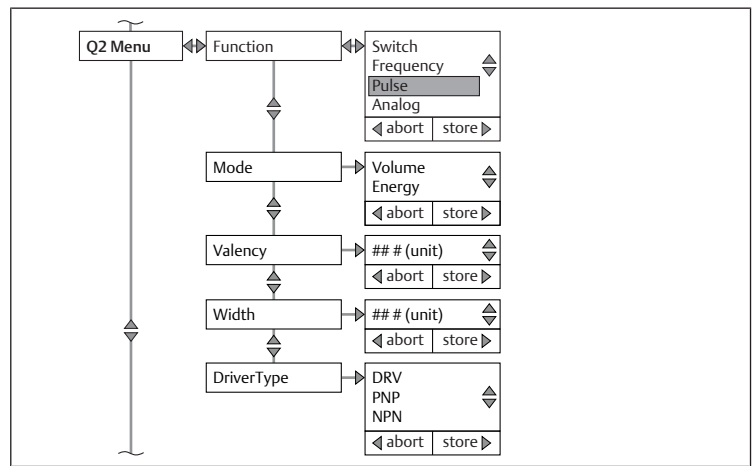 Q2 Menu
Function
Switch
Frequency
Pulse
Analog
abort store
Mode
Volume
Energy
abort store
Valency
## # (unit)
abort store
Width
## # (unit)
abort store
DriverType
DRV
PNP
NPN
abort store